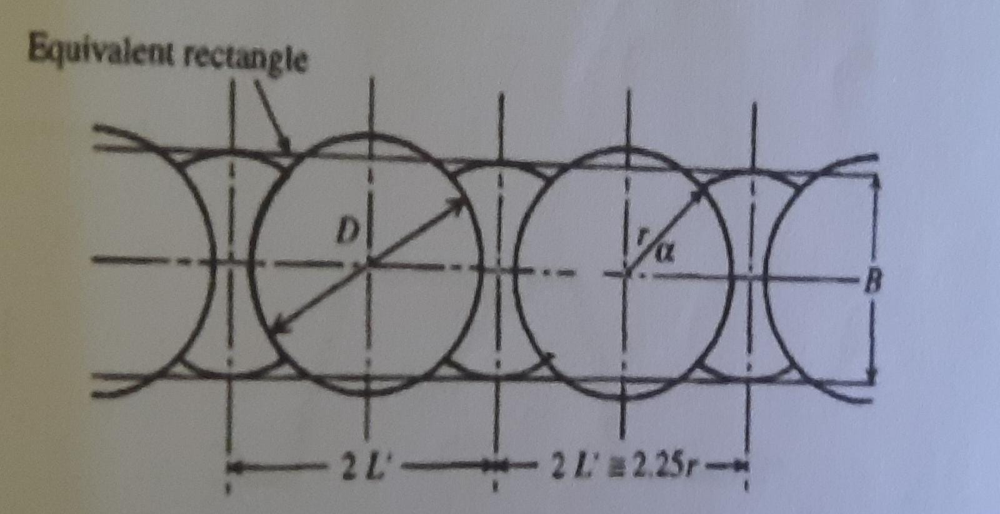 Equivalent rectangle
D
r
α
B
2 L'
2 L' ≅ 2.25r